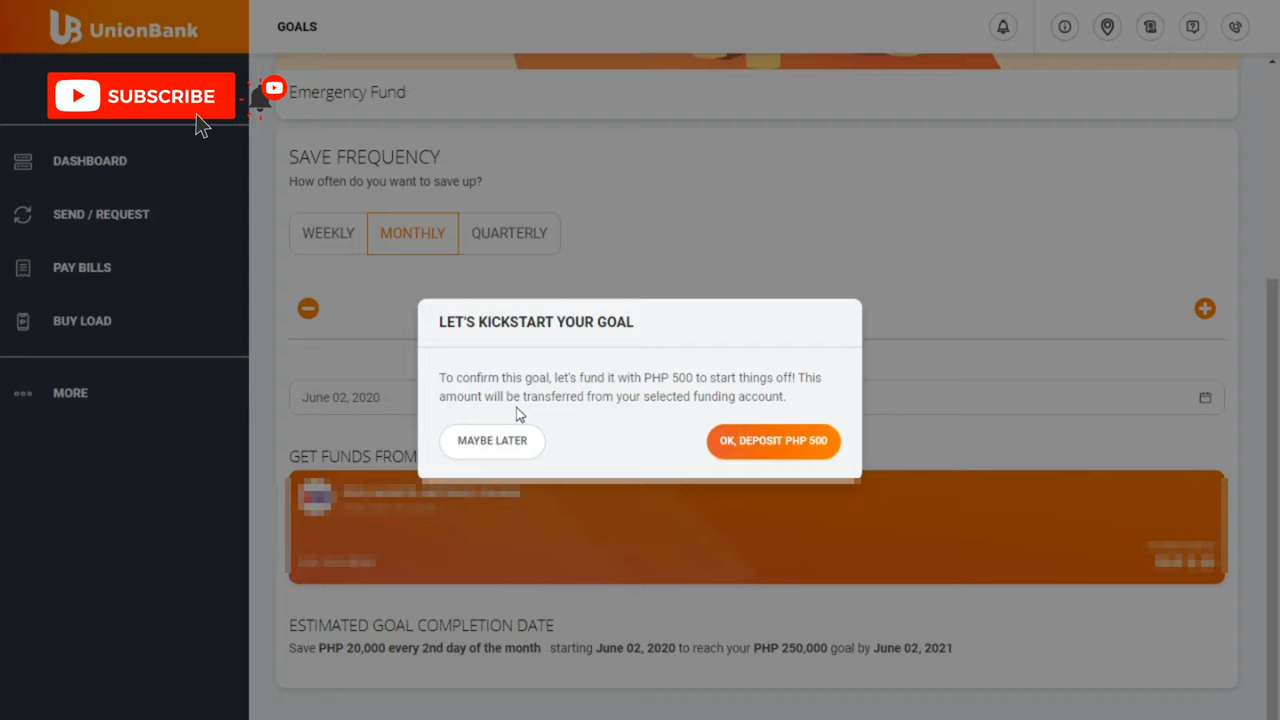 UB UnionBank
GOALS
SUBSCRIBE
Emergency Fund
DASHBOARD
SEND / REQUEST
PAY BILLS
BUY LOAD
MORE
SAVE FREQUENCY
How often do you want to save up?
WEEKLY MONTHLY QUARTERLY
LET'S KICKSTART YOUR GOAL
To confirm this goal, let's fund it with PHP 500 to start things off! This
amount will be transferred from your selected funding account.
MAYBE LATER OK, DEPOSIT PHP 500
June 02, 2020
GET FUNDS FROM
ESTIMATED GOAL COMPLETION DATE
Save PHP 20,000 every 2nd day of the month starting June 02, 2020 to reach your PHP 250,000 goal by June 02, 2021